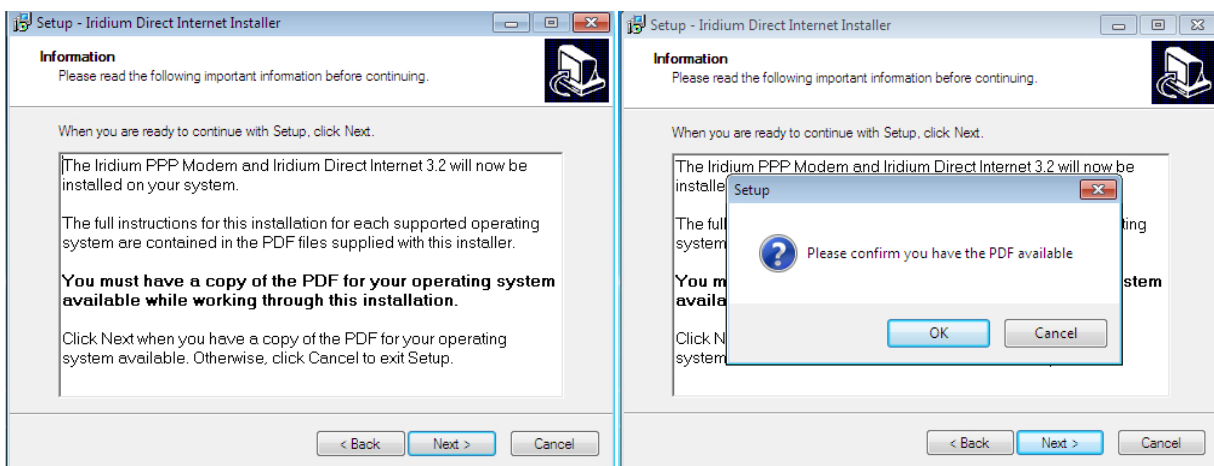 Setup - Iridium Direct Internet Installer
Information
Please read the following important information before continuing.
When you are ready to continue with Setup, click Next.
The Iridium PPP Modem and Iridium Direct Internet 3.2 will now be
installed on your system.
The full instructions for this installation for each supported operating
system are contained in the PDF files supplied with this installer.
You must have a copy of the PDF for your operating system
available while working through this installation.
Click Next when you have a copy of the PDF for your operating
system available. Otherwise, click Cancel to exit Setup.
< Back Next > Cancel
Setup - Iridium Direct Internet Installer
Information
Please read the following important information before continuing.
When you are ready to continue with Setup, click Next.
The Iridium PPP Modem and Iridium Direct Internet 3.2 will now be
installe
Setup
The full ting
system
Please confirm you have the PDF available
You m stem
availa
OK Cancel
Click N
system
< Back Next > Cancel